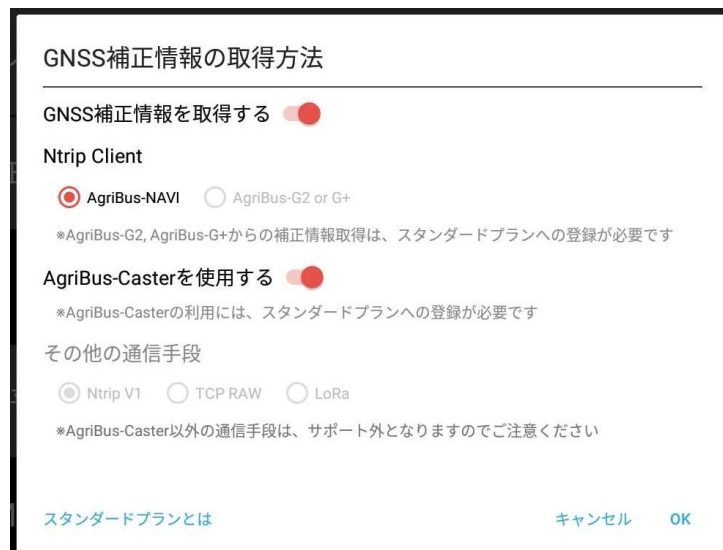 GNSS補正情報の取得方法
GNSS補正情報を取得する
Ntrip Client
AgriBus-NAVI AgriBus-G2 or G+
※AgriBus-G2, AgriBus-G+からの補正情報取得は、スタンダードプランへの登録が必要です
AgriBus-Casterを使用する
※AgriBus-Casterの利用には、スタンダードプランへの登録が必要です
その他の通信手段
Ntrip V1 TCP RAW LoRa
※AgriBus-Caster以外の通信手段は、サポート外となりますのでご注意ください
スタンダードプランとは キャンセル OK